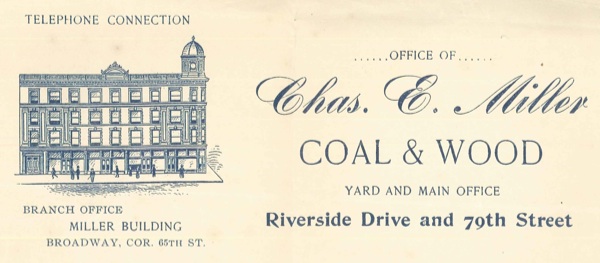 TELEPHONE CONNECTION
BRANCH OFFICE
MILLER BUILDING
BROADWAY, COR. 65TH ST.
......OFFICE OF......
Chas. E. Miller
COAL & WOOD
YARD AND MAIN OFFICE
Riverside Drive and 79th Street